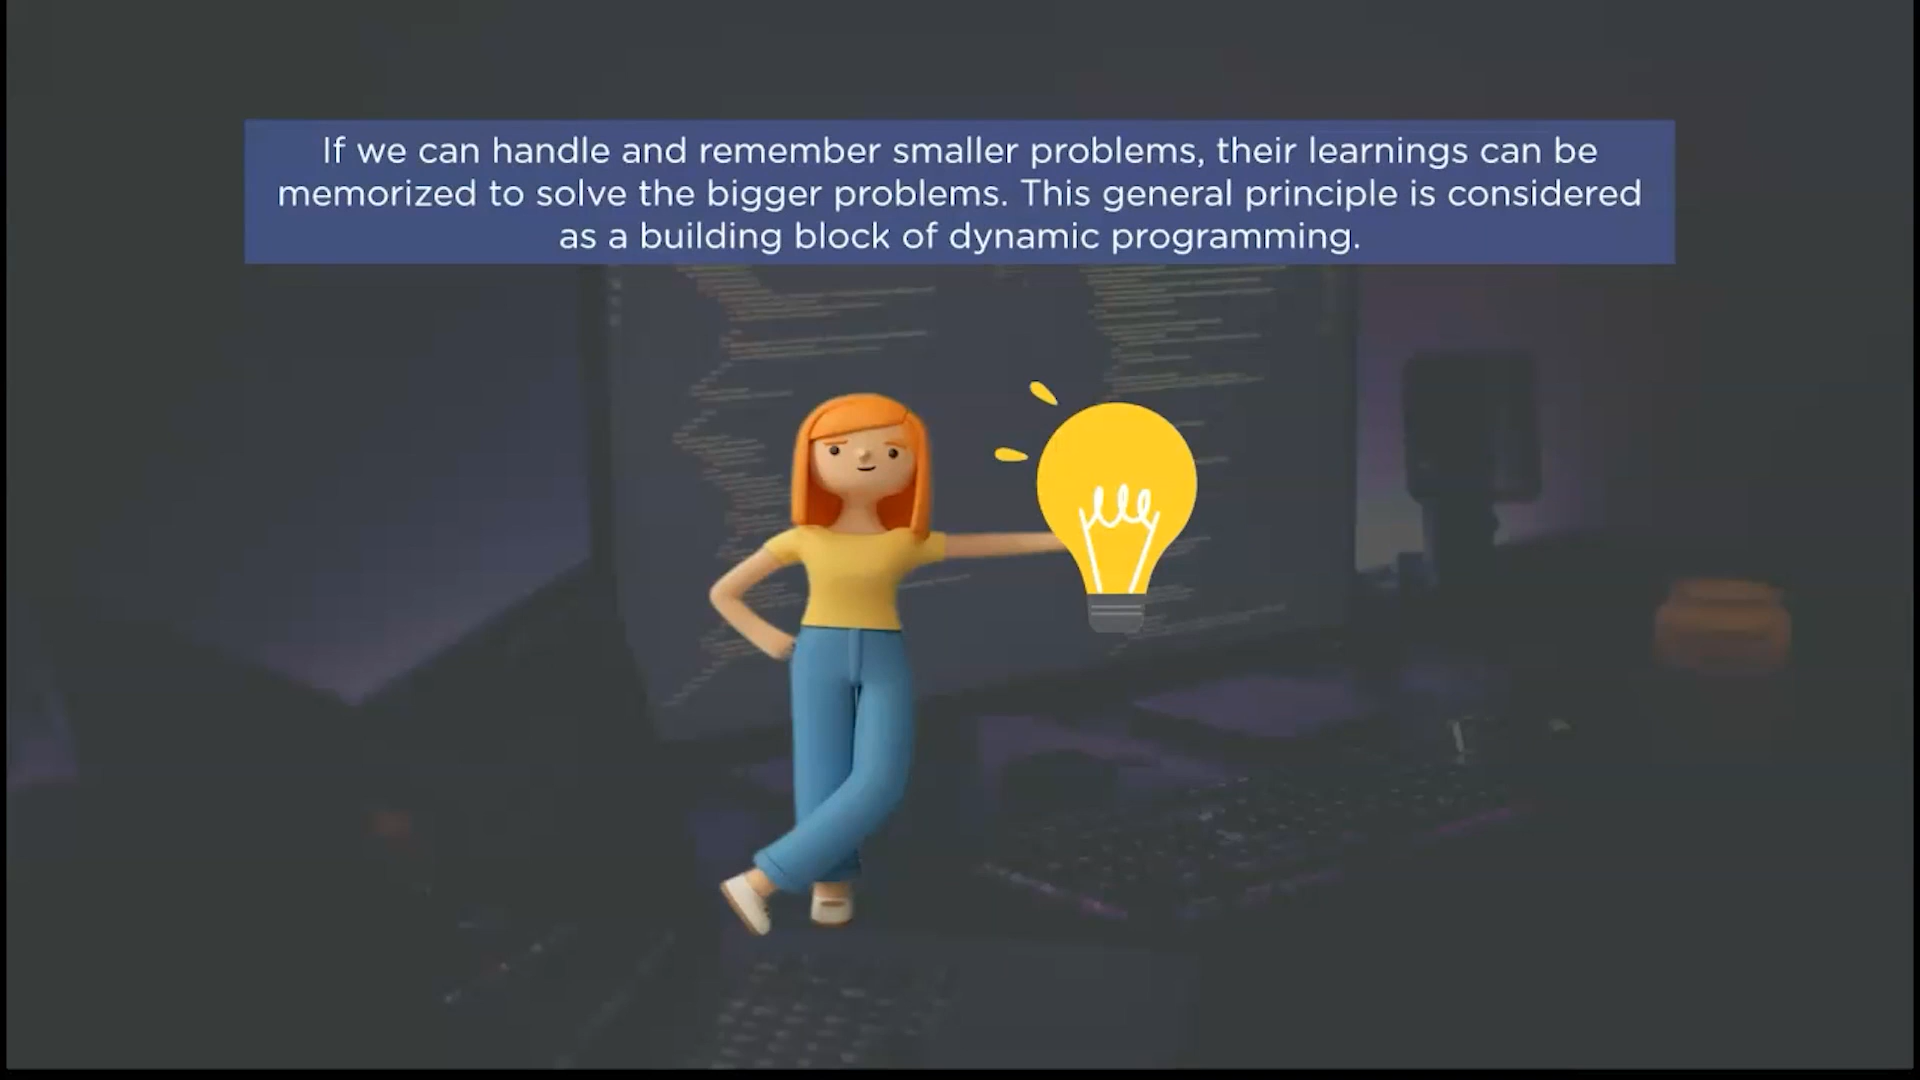 If we can handle and remember smaller problems, their learnings can be
memorized to solve the bigger problems. This general principle is considered
as a building block of dynamic programming.